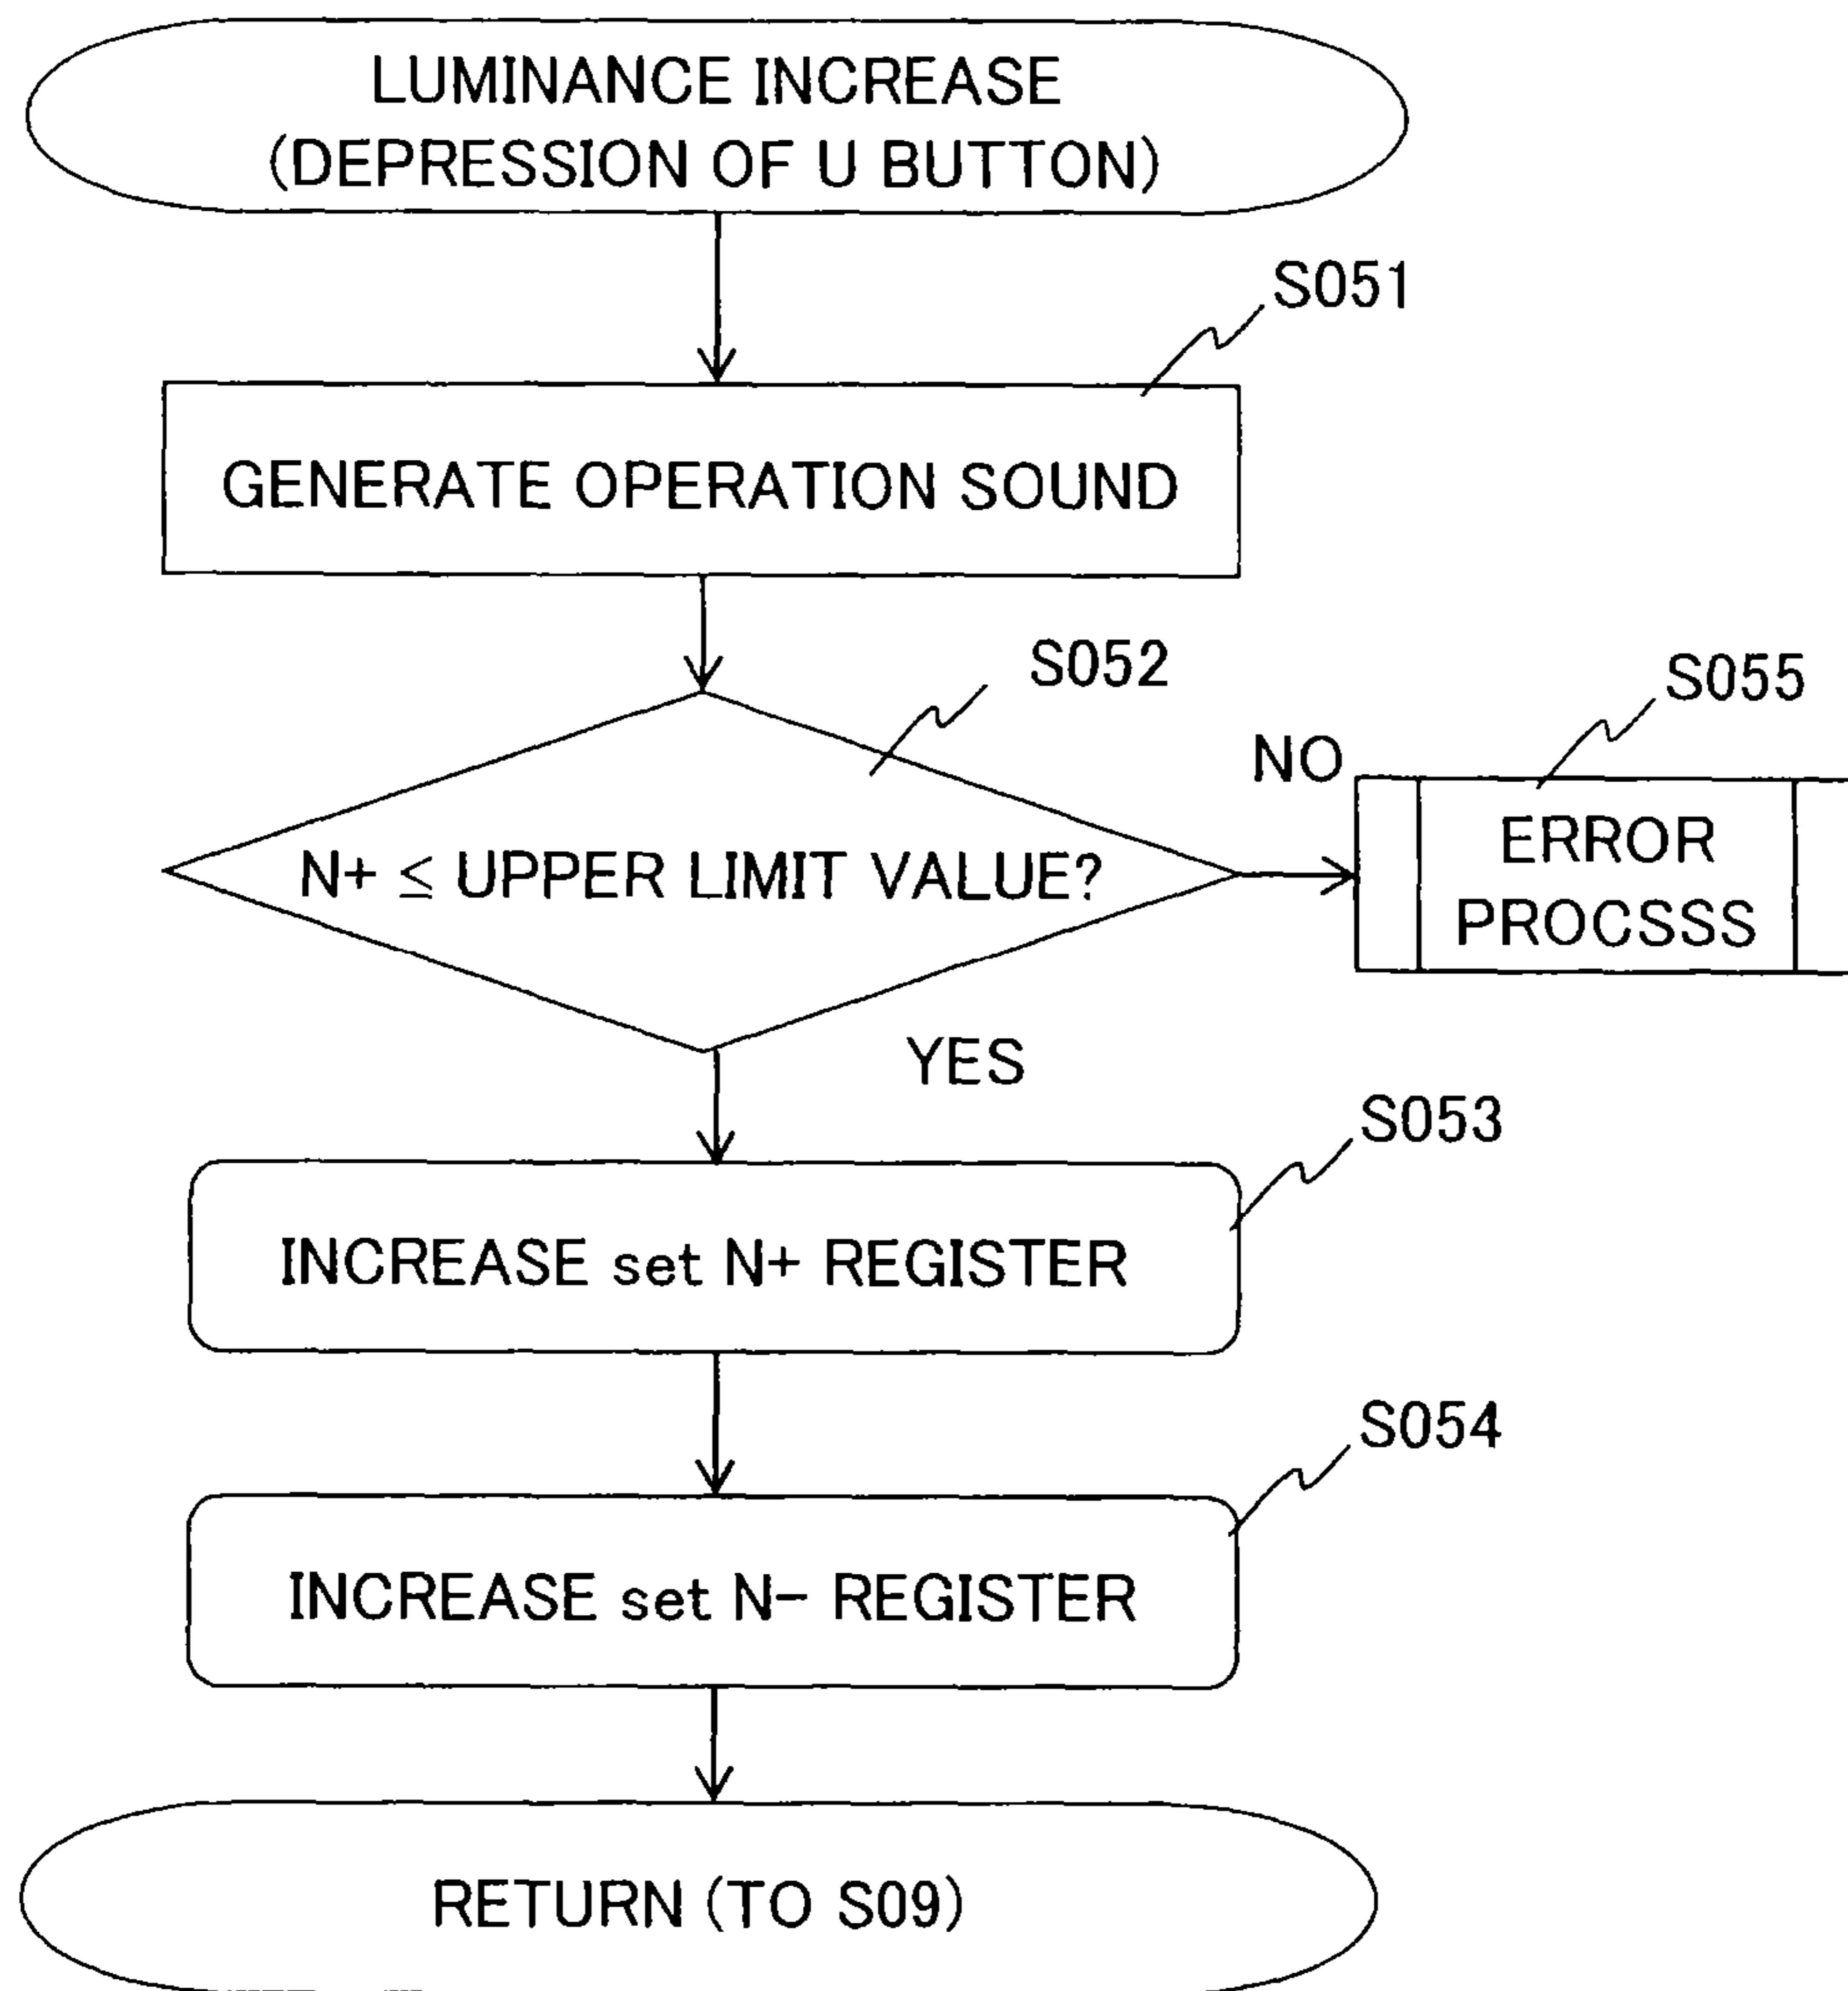 LUMINANCE INCREASE
(DEPRESSION OF U BUTTON)
S051
GENERATE OPERATION SOUND
S052
S055
NO
N+ ≤ UPPER LIMIT VALUE?
ERROR
PROCSSS
YES
S053
INCREASE set N+ REGISTER
S054
INCREASE set N− REGISTER
RETURN (TO S09)